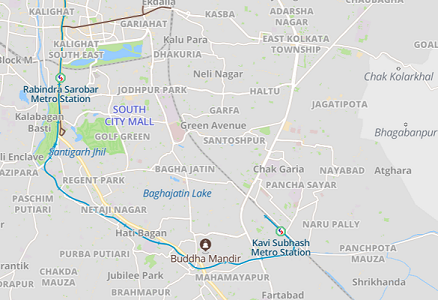 KALIGHAT
Ekdalia
KASBA
ADARSHA
NAGAR
GARIAHAT
KALIGHAT
Kalu Para
EAST KOLKATA
TOWNSHIP
SOUTH EAST
DHAKURIA
Block M.
Neli Nagar
Chak Kolarkhal
Rabindra Sarobar
Metro Station
JODHPUR PARK
HALTU
SOUTH
CITY MALL
GARFA
JAGATIPOTA
Kalabagan
Basti
Green Avenue
Bhagabanpur
GOLF GREEN
SANTOSHPUR
li Enclave
Santigarh Jhil
AZIPARA
BAGHA JATIN
Chak Garia
NAYABAD
Atghara
REGENT PARK
PANCHA SAYAR
Baghajatin Lake
PASCHIM
PUTIARI
NETAJI NAGAR
NARU PALLY
Hati-Bagan
Kavi Subhash
Metro Station
PURBA PUTIARI
Buddha Mandir
PANCHPOTA
MAUZA
rantik
CHAKDA
MAUZA
Jubilee Park
MAHAMAYAPUR
Shrikhanda
BRAHMAPUR
Fartabad